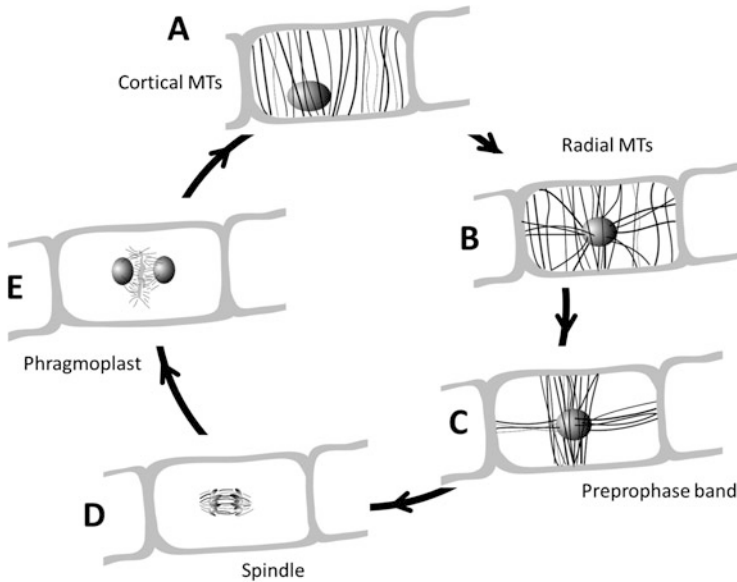 A
Cortical MTs
Radial MTs
B
C
Preprophase band
D
Spindle
E
Phragmoplast